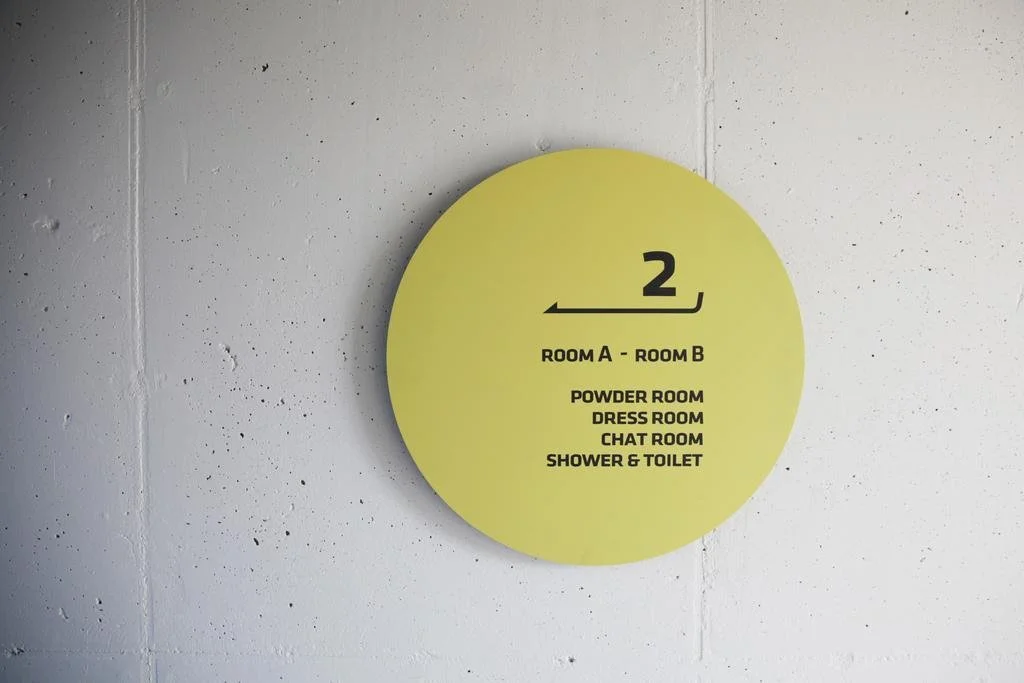 2
ROOM A - ROOM B
POWDER ROOM
DRESS ROOM
CHAT ROOM
SHOWER & TOILET